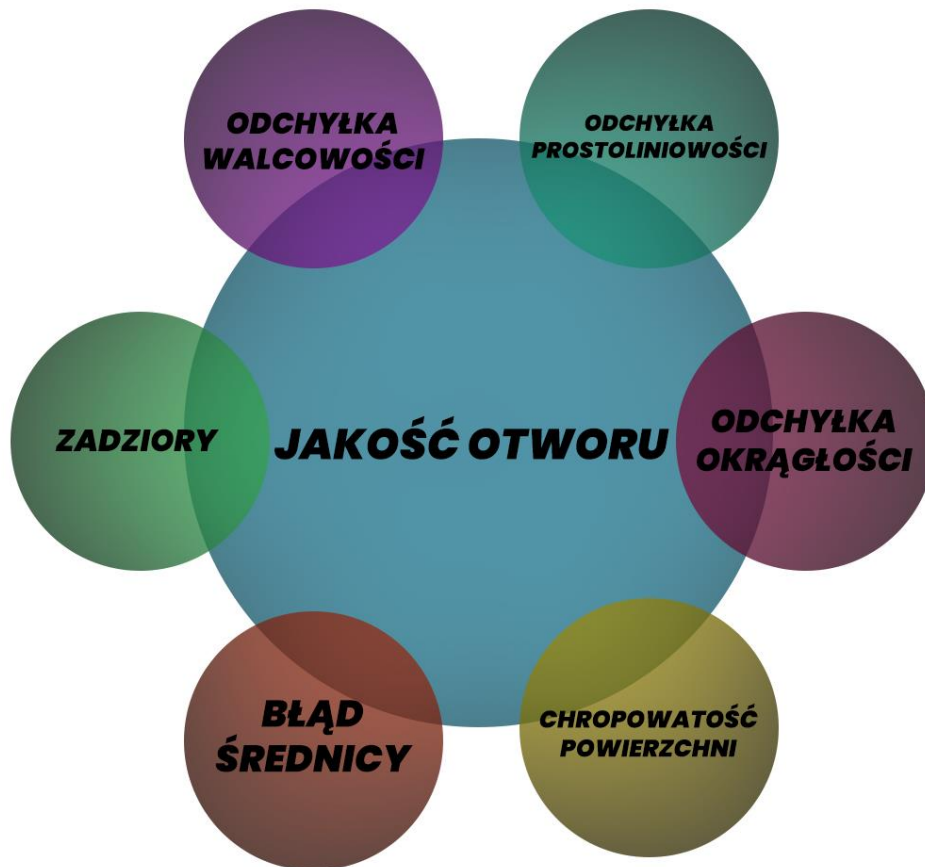 ODCHYŁKA
WALCOWOŚCI
ODCHYŁKA
PROSTOLINIOWOŚCI
ZADZIORY
JAKOŚĆ OTWORU
ODCHYŁKA
OKRĄGŁOŚCI
BŁĄD
ŚREDNICY
CHROPOWATOŚĆ
POWIERZCHNI